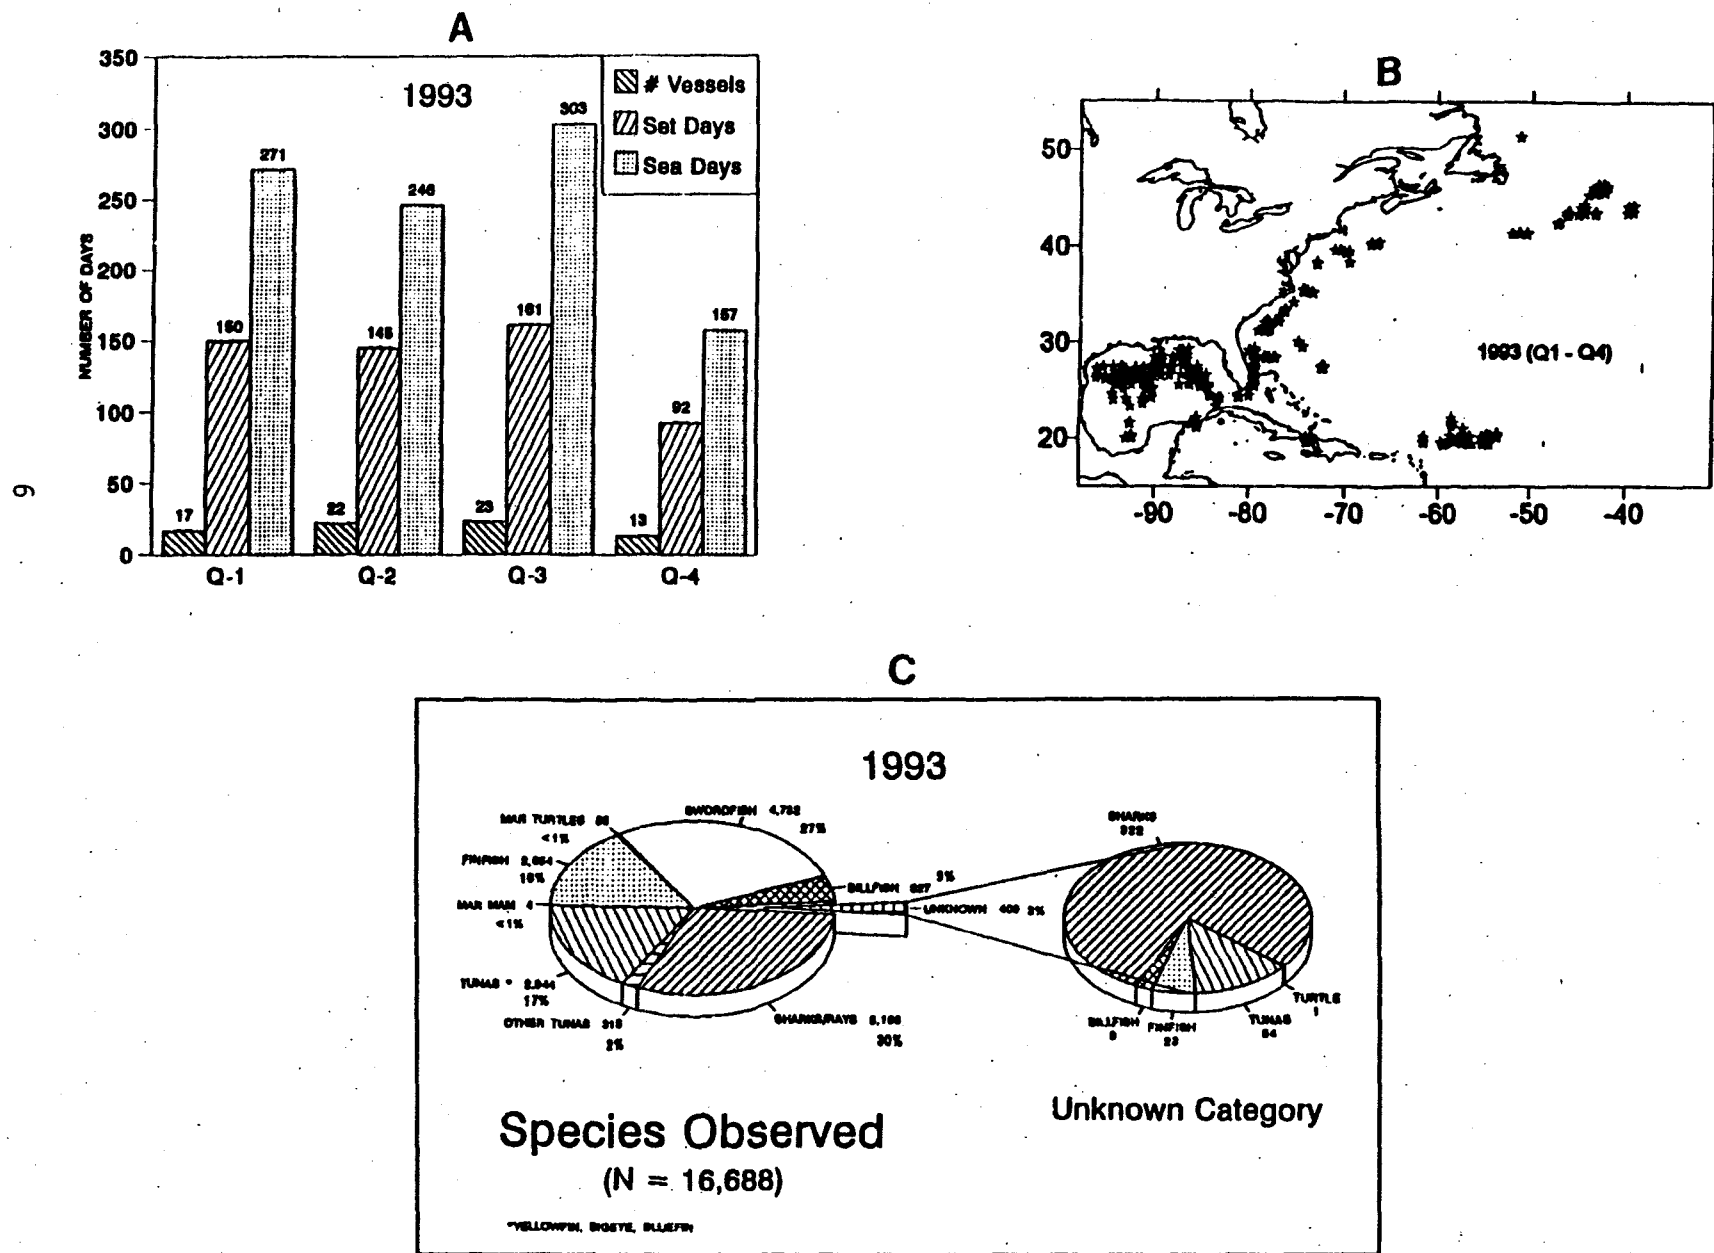 A
350
300
250
200
150
100
50
0
NUMBER OF DAYS
1993
# Vessels
Set Days
Sea Days
17
150
271
22
246
23
161
303
13
92
157
Q-1 Q-2 Q-3 Q-4
B
50
40
30
20
1993 (Q1 - Q4)
-90 -80 -70 -60 -50 -40
9
C
1993
MAR TURTLES
<1%
SWORDFISH
27%
FINFISH
MAR MAM 4
<1%
TUNAS *
17%
OTHER TUNAS
2%
SHARKS/RAYS
30%
BILLFISH
3%
UNKNOWN
SHARKS
TURTLE
1
TUNAS
FINFISH
23
BILLFISH
Species Observed
(N = 16,688)
Unknown Category
*YELLOWFIN, BIGEYE, BLUEFIN